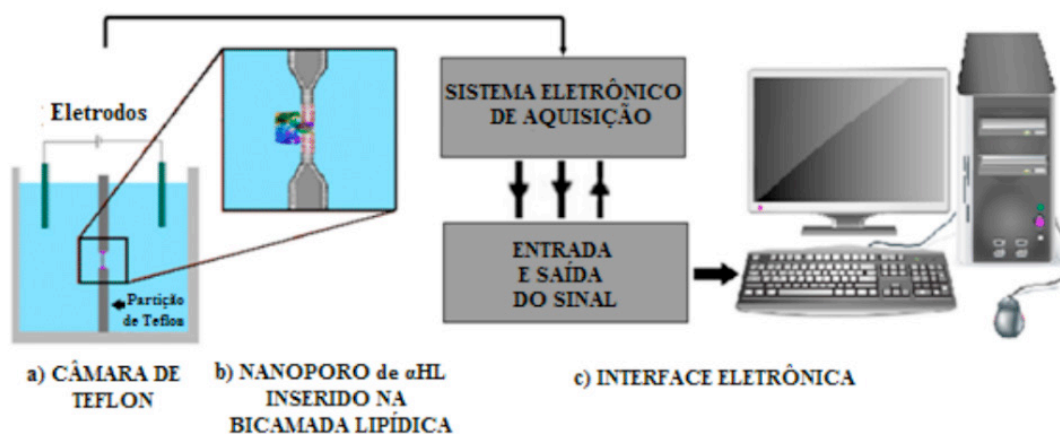 Eletrodos
Partição
de Teflon
a) CÂMARA DE
TEFLON
b) NANOPORO de αHL
INSERIDO NA
BICAMADA LIPÍDICA
SISTEMA ELETRÔNICO
DE AQUISIÇÃO
ENTRADA
E SAÍDA
DO SINAL
c) INTERFACE ELETRÔNICA